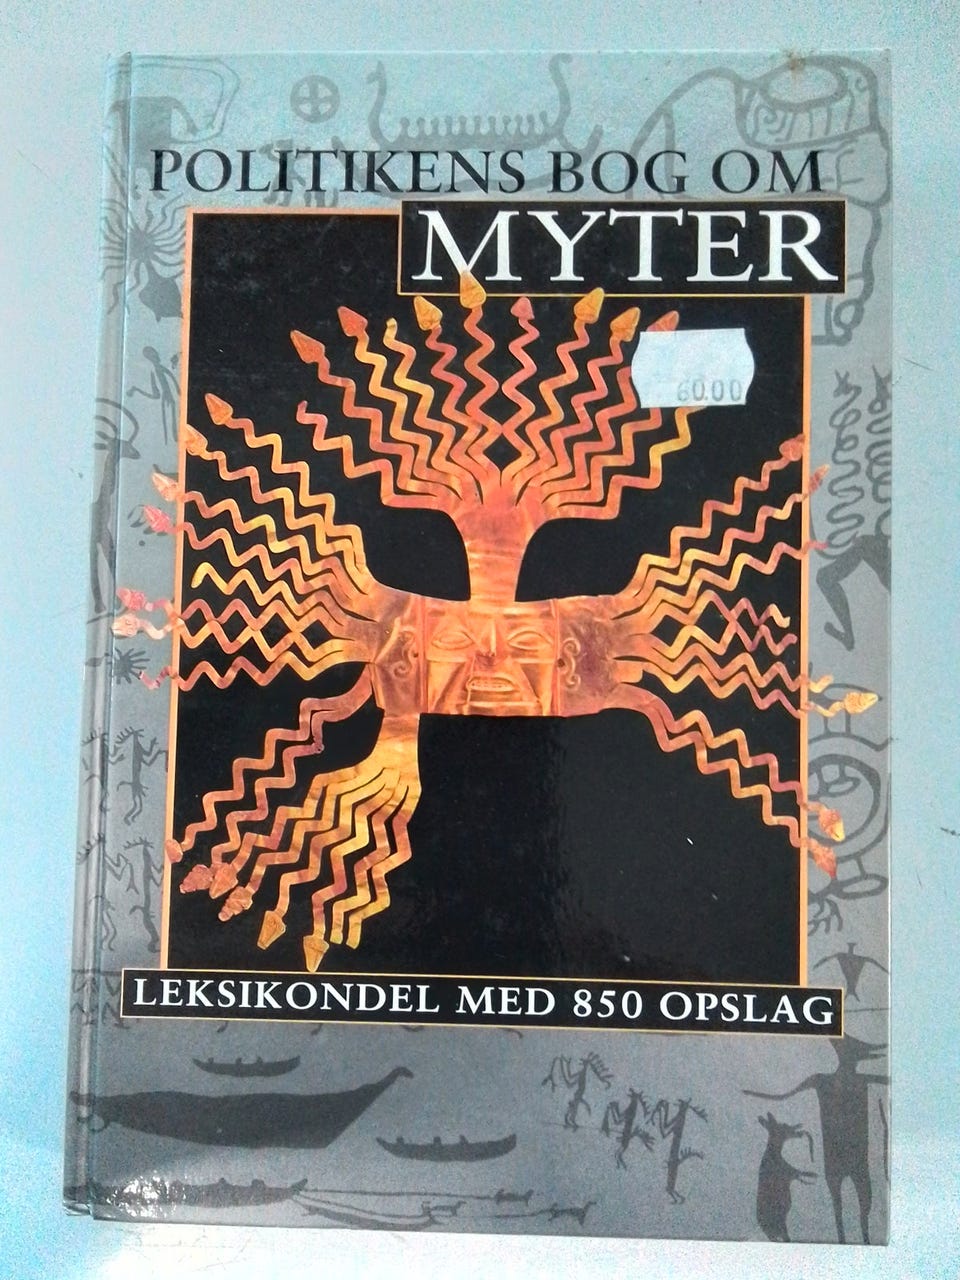 POLITIKENS BOG OM
MYTER
60.00
LEKSIKONDEL MED 850 OPSLAG